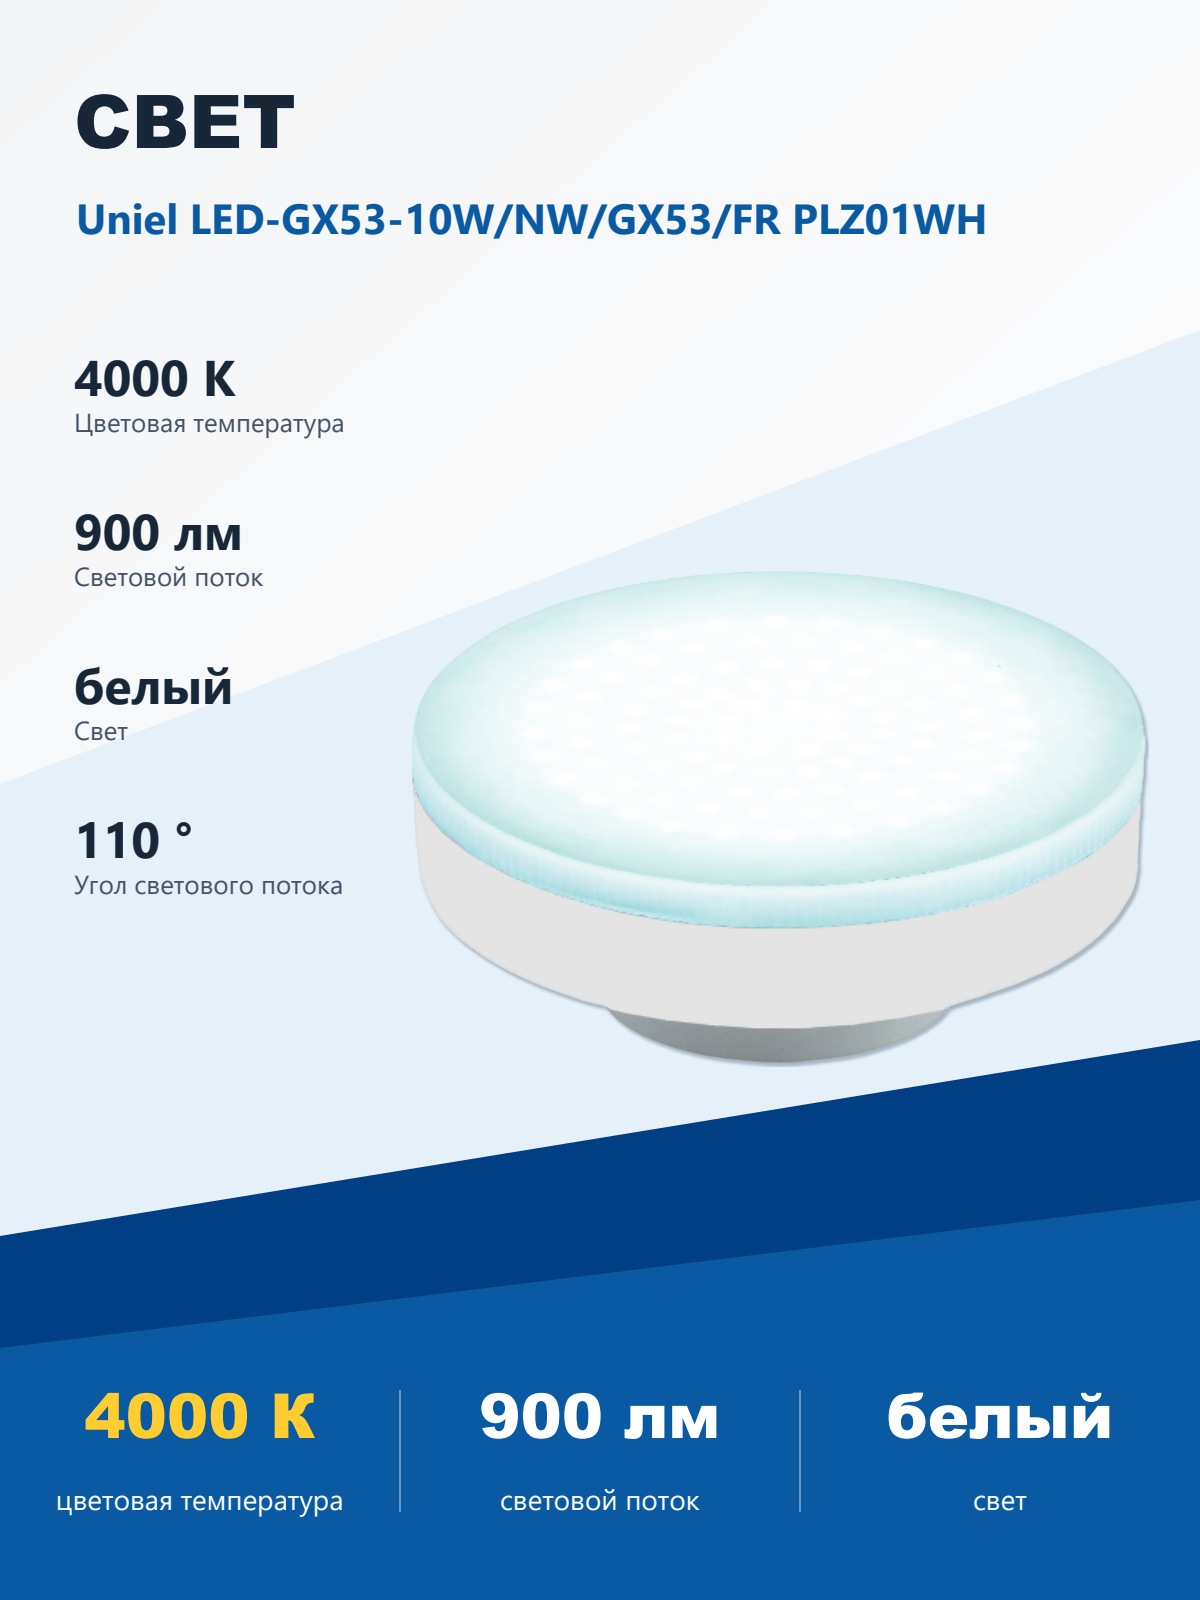 СВЕТ
Uniel LED-GX53-10W/NW/GX53/FR PLZ01WH
4000 К
Цветовая температура
900 лм
Световой поток
белый
Свет
110 °
Угол светового потока
4000 К
цветовая температура
900 лм
световой поток
белый
свет